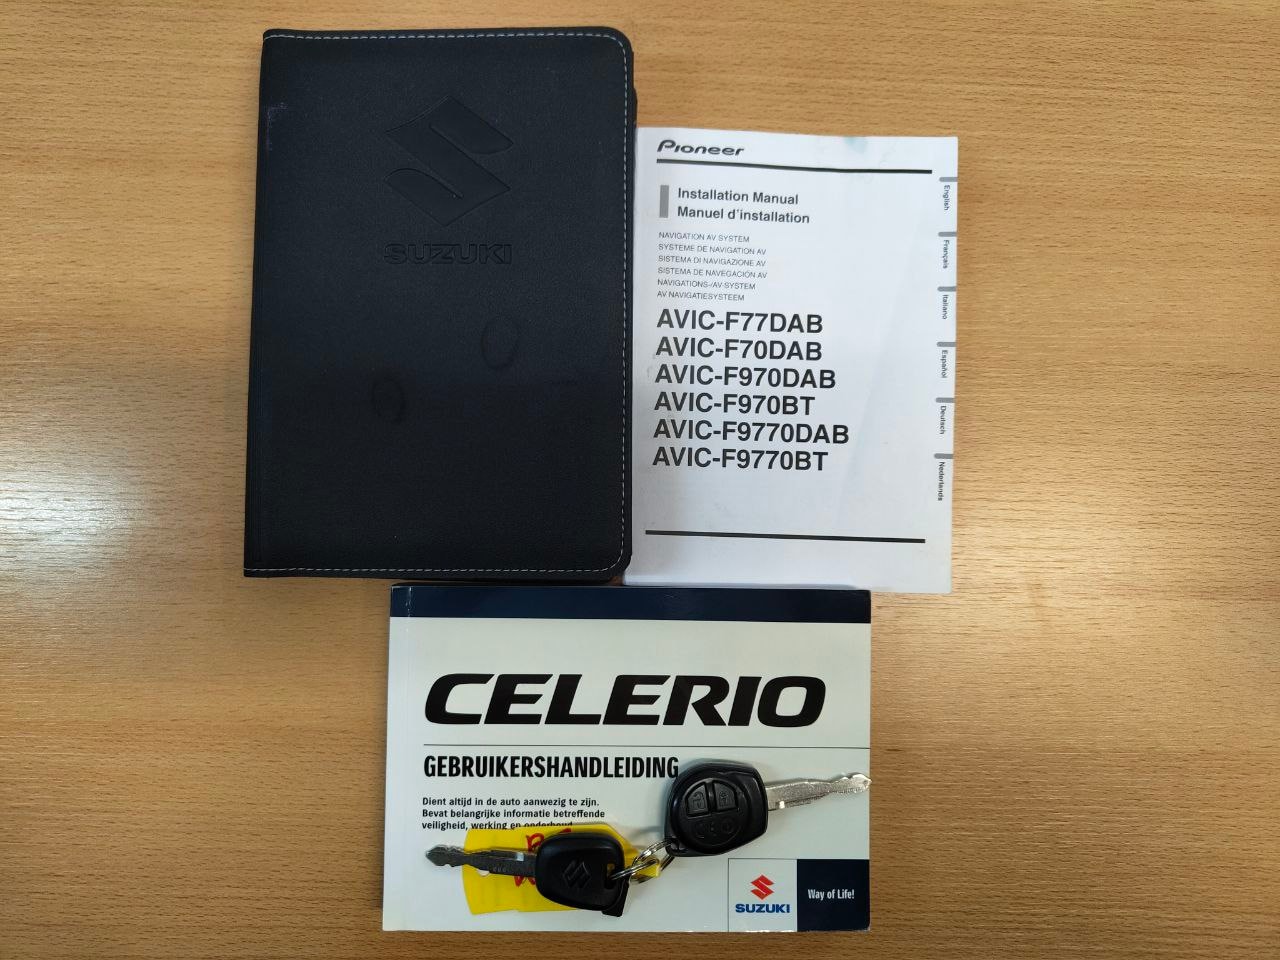 SUZUKI
Pioneer
Installation Manual
Manuel d'installation
NAVIGATION AV SYSTEM
SYSTEME DE NAVIGATION AV
SISTEMA DI NAVIGAZIONE AV
SISTEMA DE NAVEGACIÓN AV
NAVIGATIONS-/AV-SYSTEM
AV NAVIGATIESYSTEEM
AVIC-F77DAB
AVIC-F70DAB
AVIC-F970DAB
AVIC-F970BT
AVIC-F9770DAB
AVIC-F9770BT
English
Français
Italiano
Español
Deutsch
Nederlands
CELERIO
GEBRUIKERSHANDLEIDING
Dient altijd in de auto aanwezig te zijn.
Bevat belangrijke informatie betreffende
veiligheid, werking en onderhoud.
SUZUKI
Way of Life!